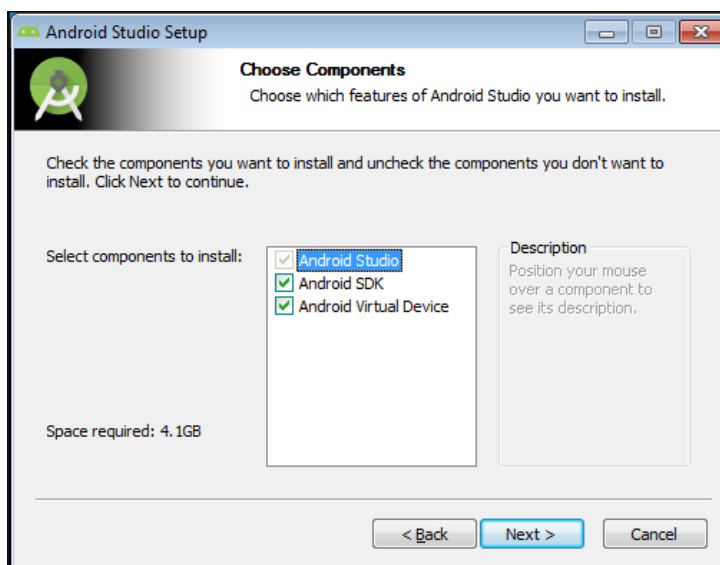 Android Studio Setup
Choose Components
Choose which features of Android Studio you want to install.
Check the components you want to install and uncheck the components you don't want to
install. Click Next to continue.
Select components to install:
Android Studio
Android SDK
Android Virtual Device
Description
Position your mouse
over a component to
see its description.
Space required: 4.1GB
< Back
Next >
Cancel